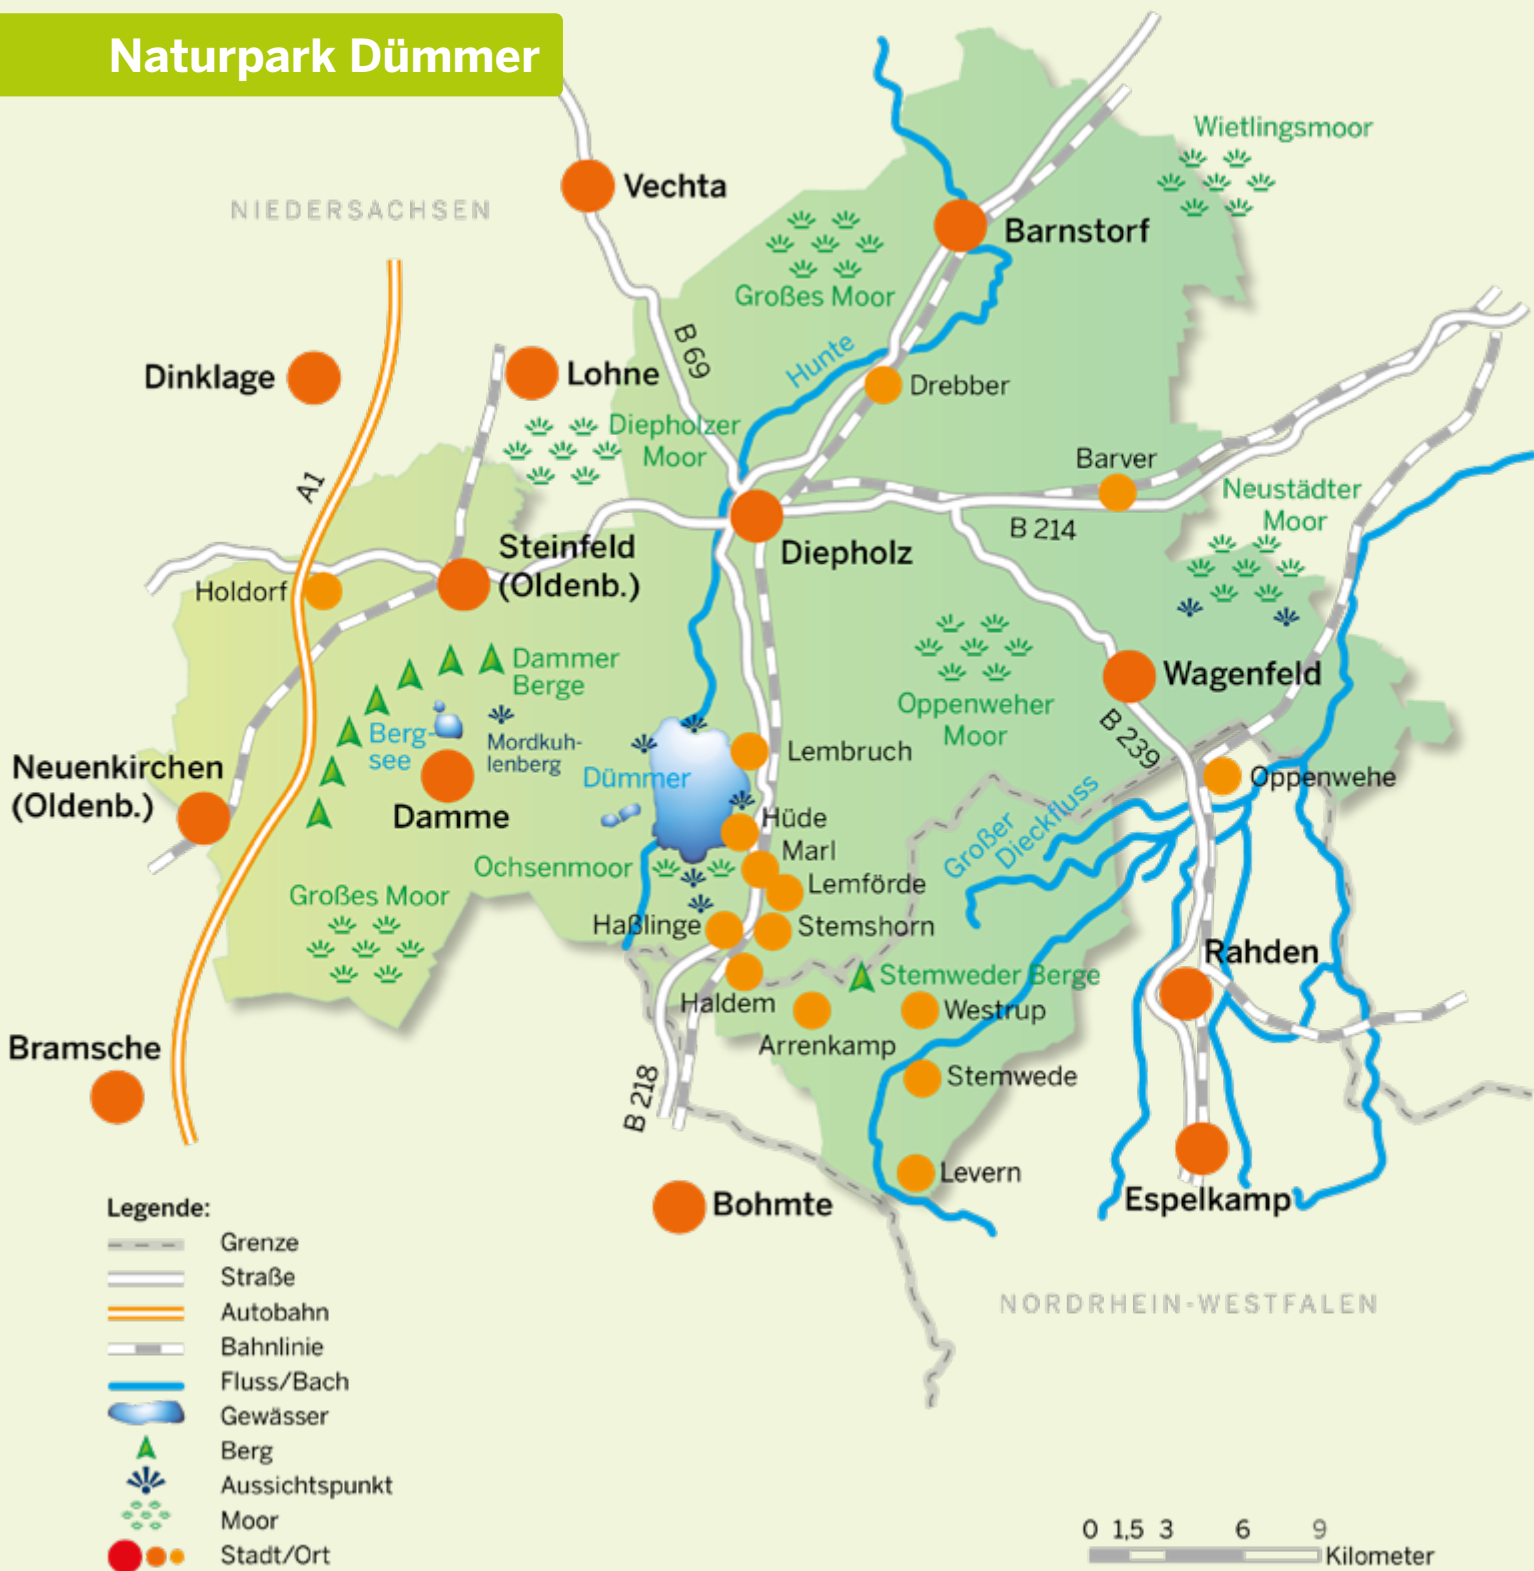 Naturpark Dümmer
Wietlingsmoor
Vechta
NIEDERSACHSEN
Barnstorf
Großes Moor
B 69
Hunte
Dinklage
Lohne
Drebber
Diepholzer
Moor
Barver
A1
Neustädter
Moor
B 214
Steinfeld
(Oldenb.)
Diepholz
Holdorf
Dammer
Berge
Wagenfeld
Oppenweher
Moor
Berg-
see
Mordkuh-
lenberg
B 239
Lembruch
Neuenkirchen
(Oldenb.)
Dümmer
Oppenwehe
Damme
Hüde
Großer
Dieckfluss
Marl
Ochsenmoor
Lemförde
Großes Moor
Haßlinge
Stemshorn
Rahden
Stemweder Berge
Haldem
Westrup
Arrenkamp
Bramsche
Stemwede
B 218
Levern
Espelkamp
Bohmte
NORDRHEIN-WESTFALEN
Legende:
Grenze
Straße
Autobahn
Bahnlinie
Fluss/Bach
Gewässer
Berg
Aussichtspunkt
Moor
Stadt/Ort
0 1,5 3 6 9
Kilometer